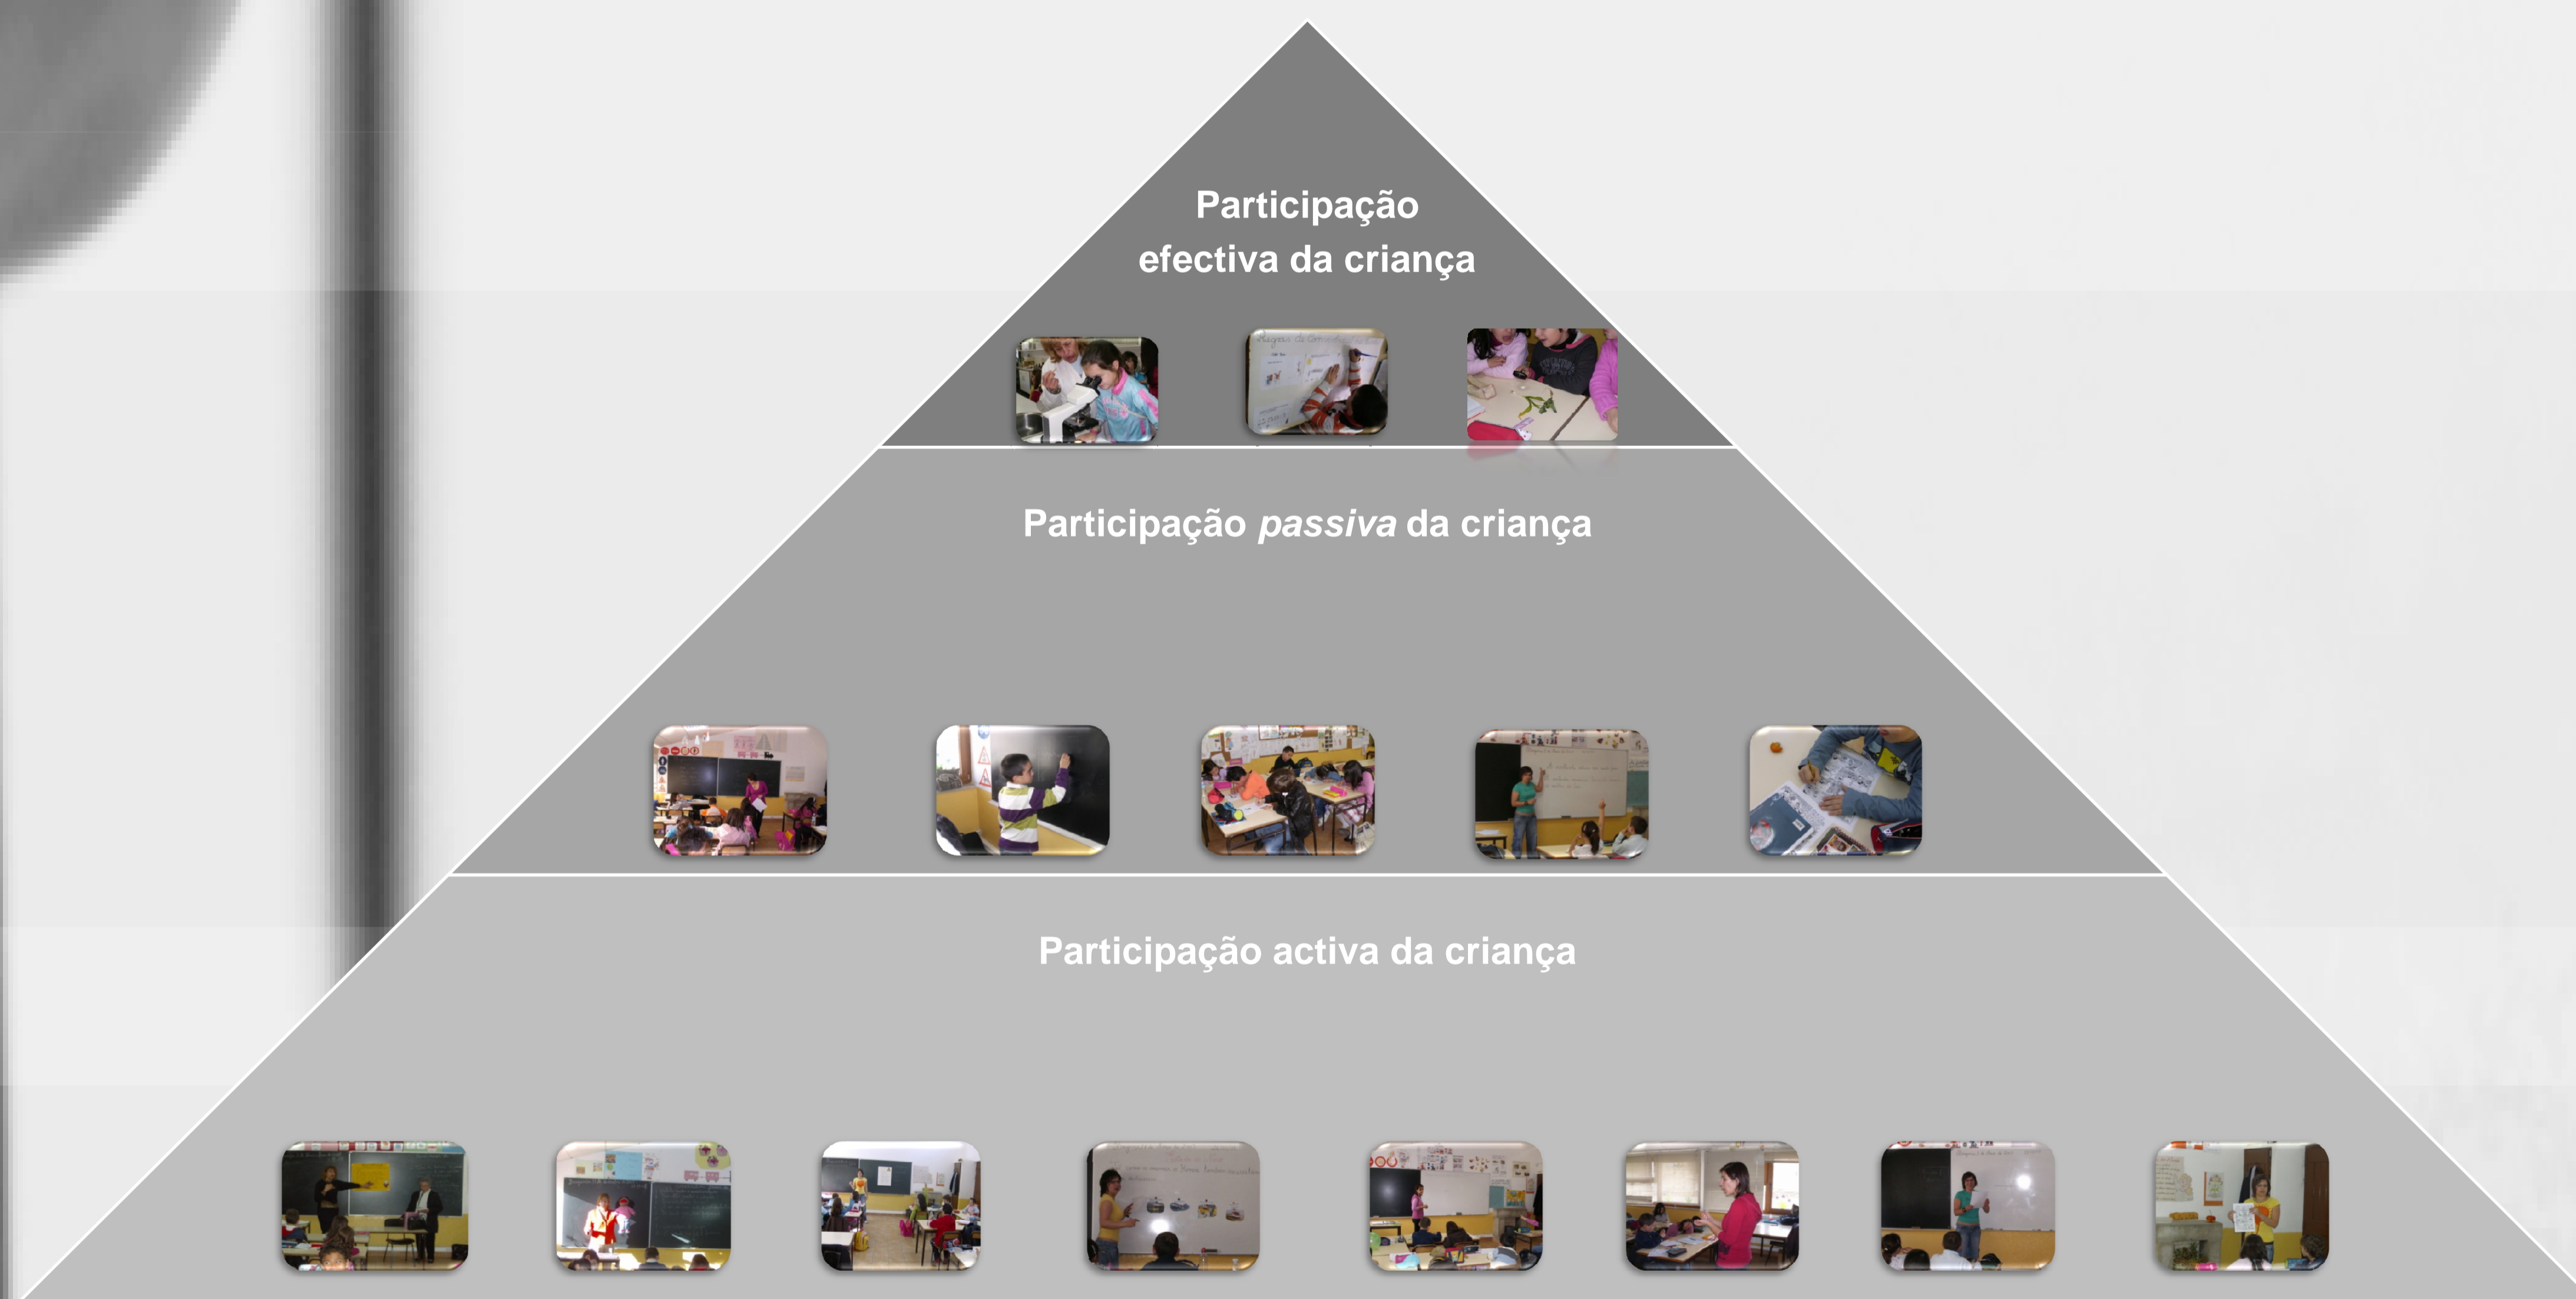 Participação
efectiva da criança
Participação passiva da criança
Participação activa da criança